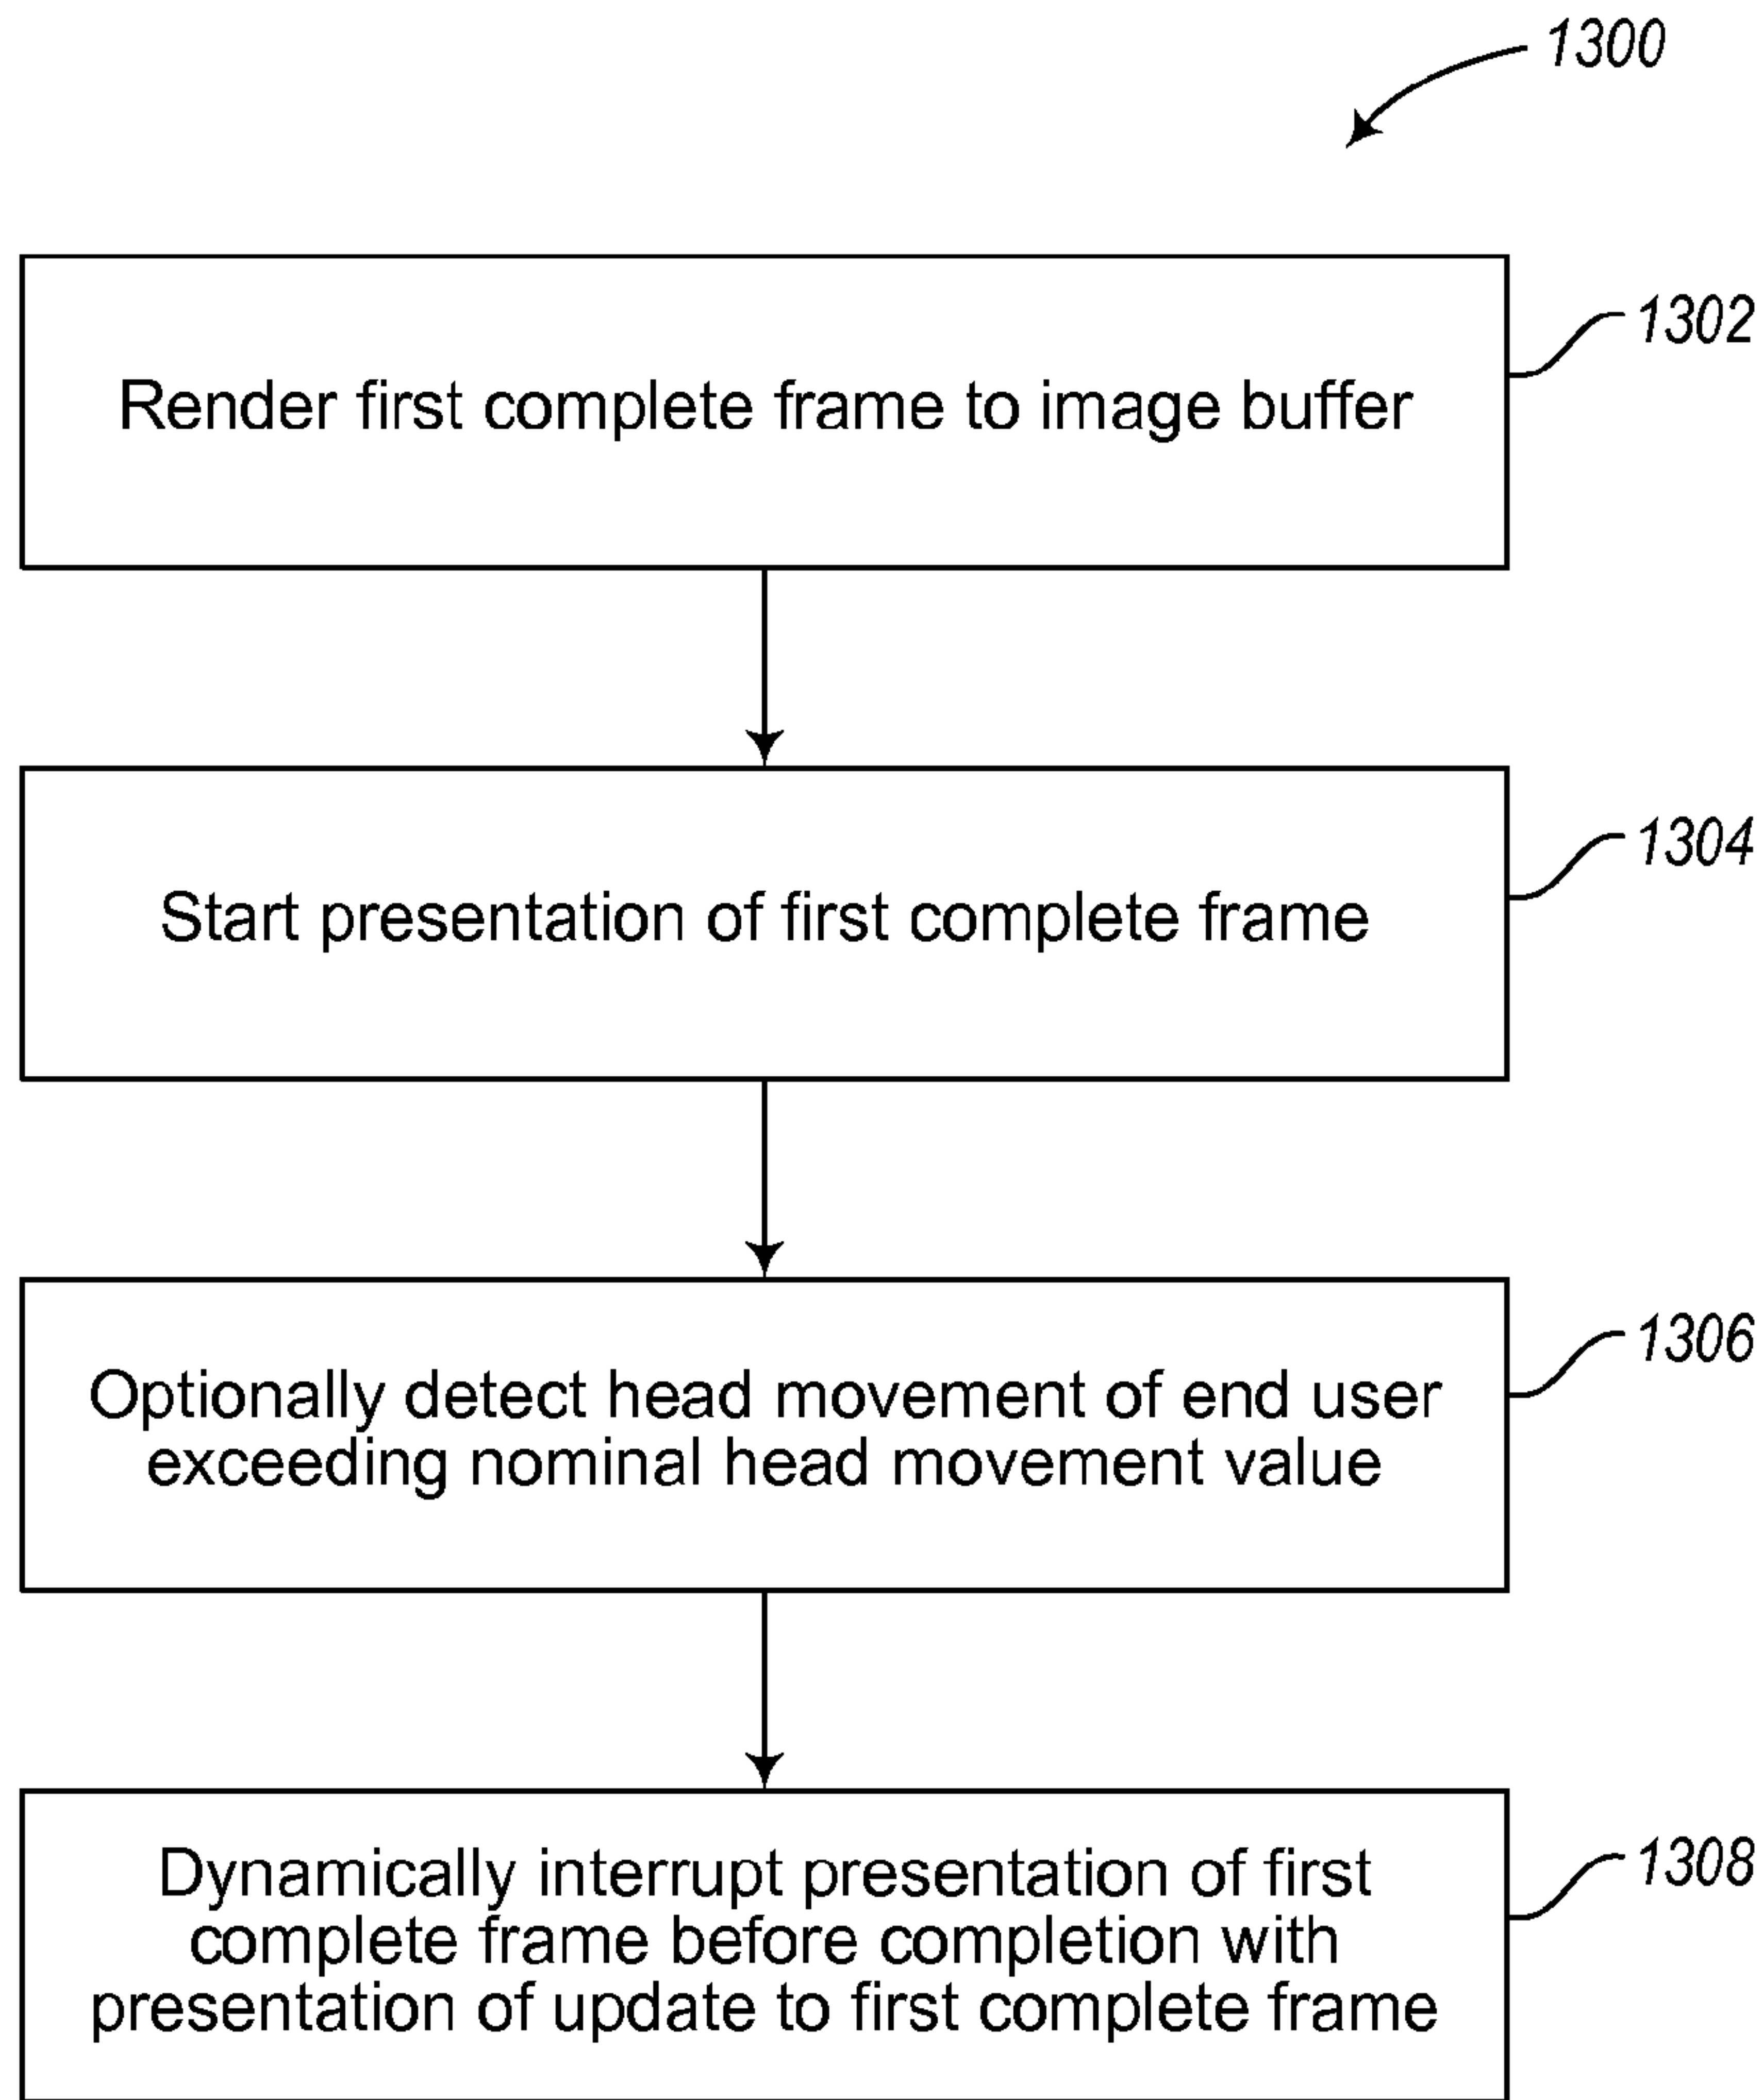 1300
Render first complete frame to image buffer
1302
Start presentation of first complete frame
1304
Optionally detect head movement of end user
exceeding nominal head movement value
1306
Dynamically interrupt presentation of first
complete frame before completion with
presentation of update to first complete frame
1308